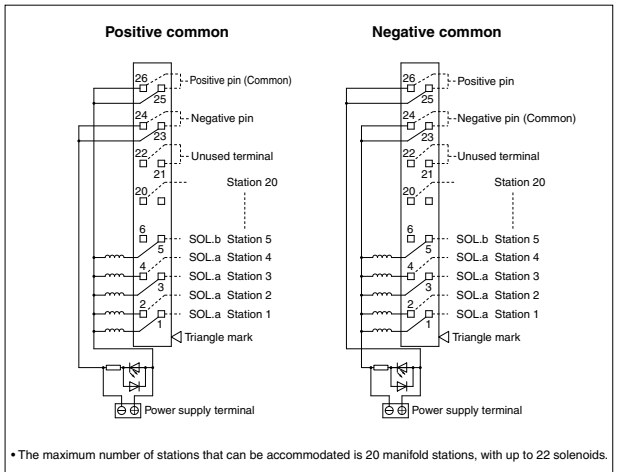 Positive common
26
Positive pin (Common)
25
24
Negative pin
23
22
Unused terminal
21
20
Station 20
6
SOL.b Station 5
5
SOL.a Station 4
4
SOL.a Station 3
3
SOL.a Station 2
2
SOL.a Station 1
1
Triangle mark
⊖ ⊕ Power supply terminal
Negative common
26
Positive pin
25
24
Negative pin (Common)
23
22
Unused terminal
21
20
Station 20
6
SOL.b Station 5
5
SOL.a Station 4
4
SOL.a Station 3
3
SOL.a Station 2
2
SOL.a Station 1
1
Triangle mark
⊖ ⊕ Power supply terminal
• The maximum number of stations that can be accommodated is 20 manifold stations, with up to 22 solenoids.